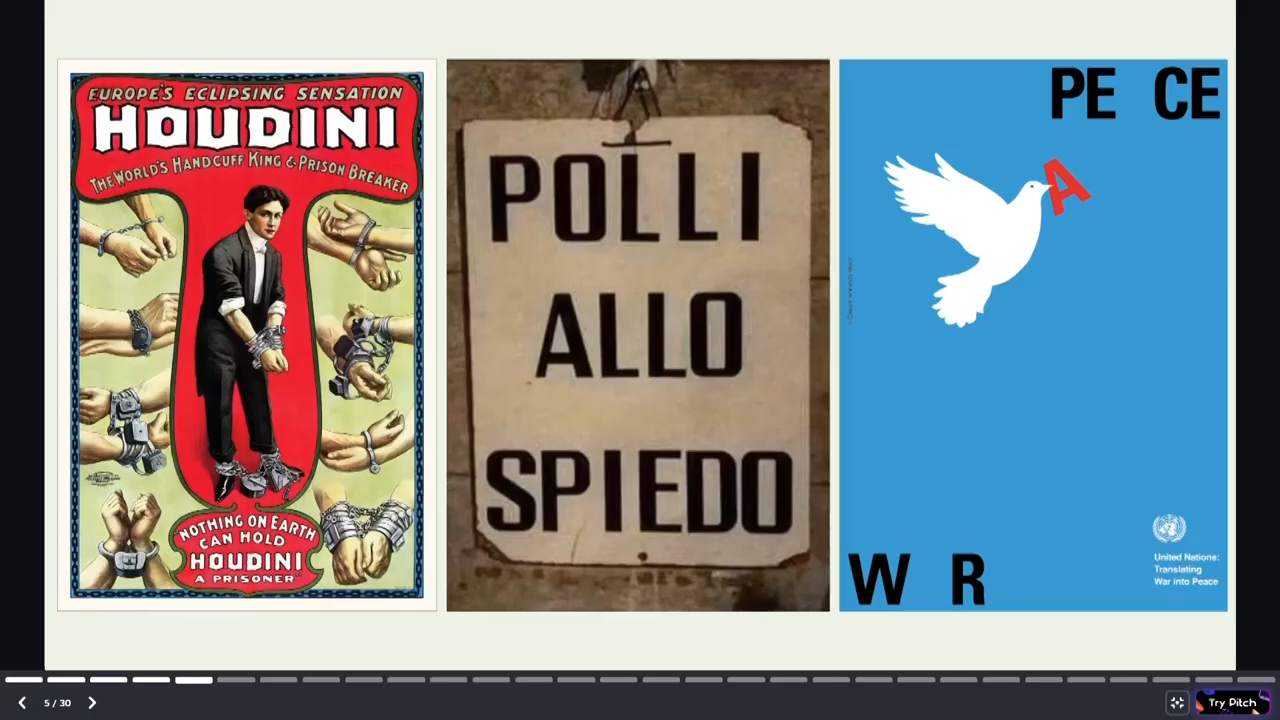 EUROPE'S ECLIPSING SENSATION
HOUDINI
THE WORLD'S HANDCUFF KING & PRISON BREAKER
"NOTHING ON EARTH
CAN HOLD
HOUDINI
A PRISONER"
POLLI
ALLO
SPIEDO
PE CE
A
W R
United Nations:
Translating
War into Peace
5 / 30
Try Pitch